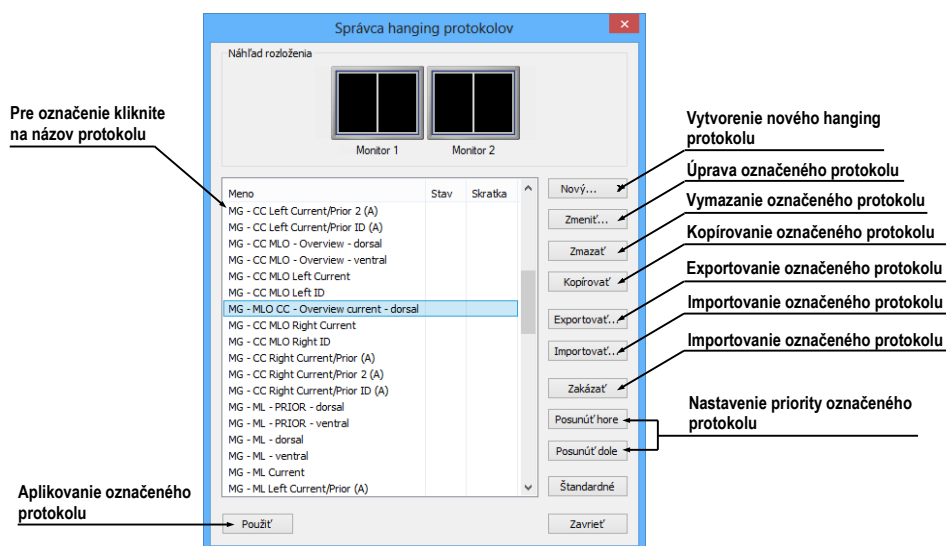 Správca hanging protokolov
Náhľad rozloženia
Monitor 1
Monitor 2
Pre označenie kliknite
na názov protokolu
Meno
Stav
Skratka
MG - CC Left Current/Prior 2 (A)
MG - CC Left Current/Prior ID (A)
MG - CC MLO - Overview - dorsal
MG - CC MLO - Overview - ventral
MG - CC MLO Left Current
MG - CC MLO Left ID
MG - MLO CC - Overview current - dorsal
MG - CC MLO Right Current
MG - CC MLO Right ID
MG - CC Right Current/Prior (A)
MG - CC Right Current/Prior 2 (A)
MG - CC Right Current/Prior ID (A)
MG - ML - PRIOR - dorsal
MG - ML - PRIOR - ventral
MG - ML - dorsal
MG - ML - ventral
MG - ML Current
MG - ML Left Current/Prior (A)
Nový...
Zmeniť...
Zmazať
Kopírovať
Exportovať...
Importovať...
Zakázať
Posunúť hore
Posunúť dole
Štandardné
Použiť
Zavrieť
Vytvorenie nového hanging
protokolu
Úprava označeného protokolu
Vymazanie označeného protokolu
Kopírovanie označeného protokolu
Exportovanie označeného protokolu
Importovanie označeného protokolu
Importovanie označeného protokolu
Nastavenie priority označeného
protokolu
Aplikovanie označeného
protokolu